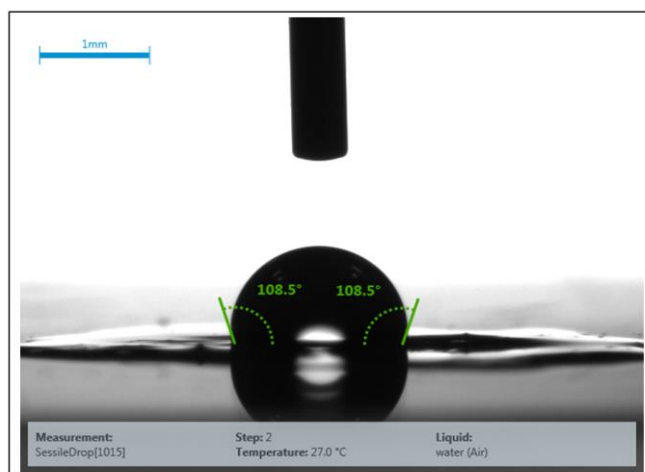 1mm
108.5° 108.5°
Measurement: Step: 2 Liquid:
SessileDrop[1015] Temperature: 27.0 °C water (Air)